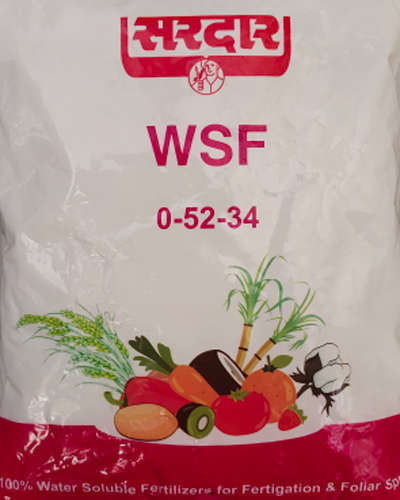 सरदार
WSF
0-52-34
100% Water Soluble Fertilizers for Fertigation & Foliar